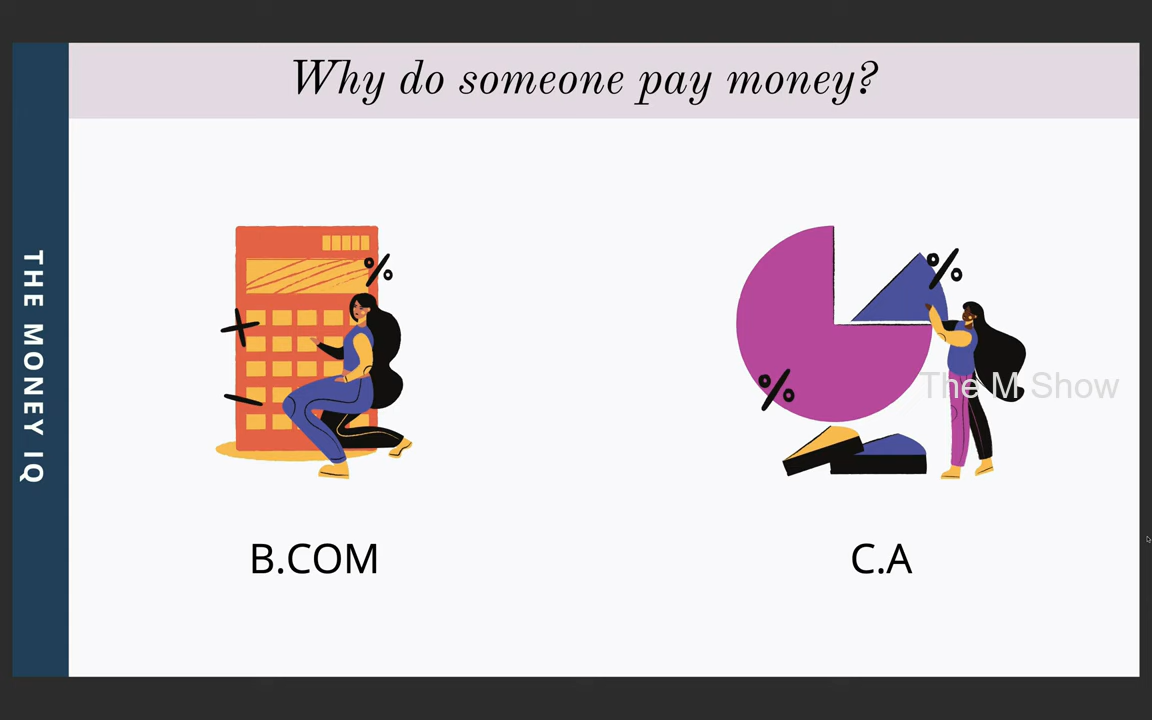 Why do someone pay money?
THE MONEY IQ
The M Show
B.COM
C.A